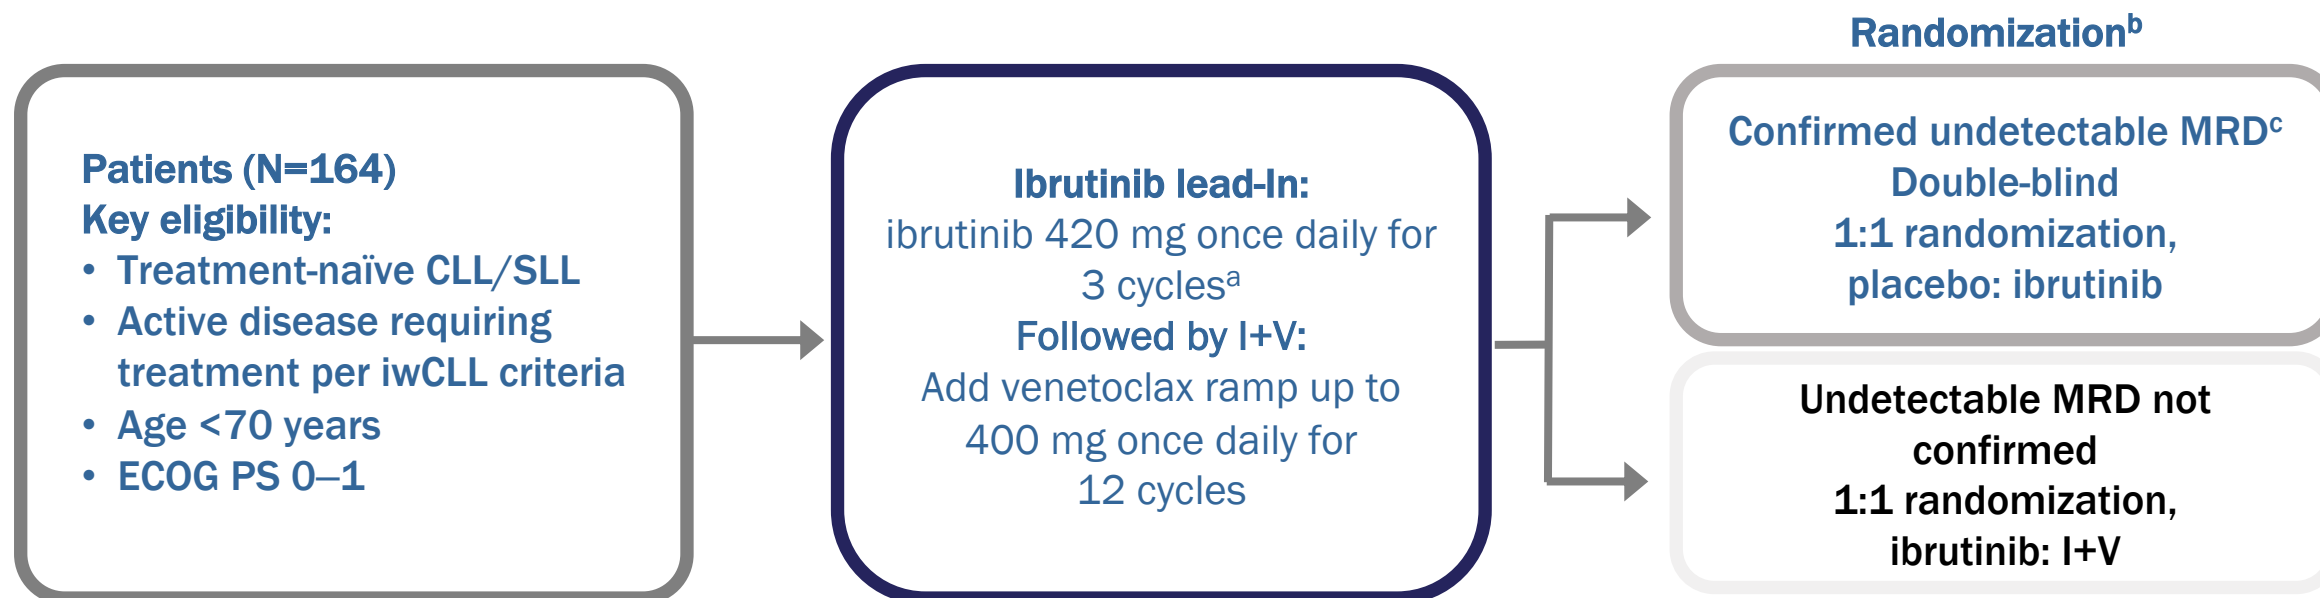 Patients (N=164)
Key eligibility:
• Treatment-naïve CLL/SLL
• Active disease requiring
treatment per iwCLL criteria
• Age <70 years
• ECOG PS 0–1
Ibrutinib lead-In:
ibrutinib 420 mg once daily for
3 cyclesᵃ
Followed by I+V:
Add venetoclax ramp up to
400 mg once daily for
12 cycles
Randomizationᵇ
Confirmed undetectable MRDᶜ
Double-blind
1:1 randomization,
placebo: ibrutinib
Undetectable MRD not
confirmed
1:1 randomization,
ibrutinib: I+V